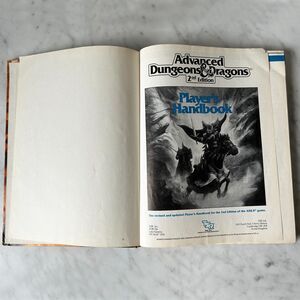 Advanced
Dungeons & Dragons
2nd Edition
Player's
Handbook
The revised and updated Player's Handbook for the 2nd Edition of the AD&D game.
TSR